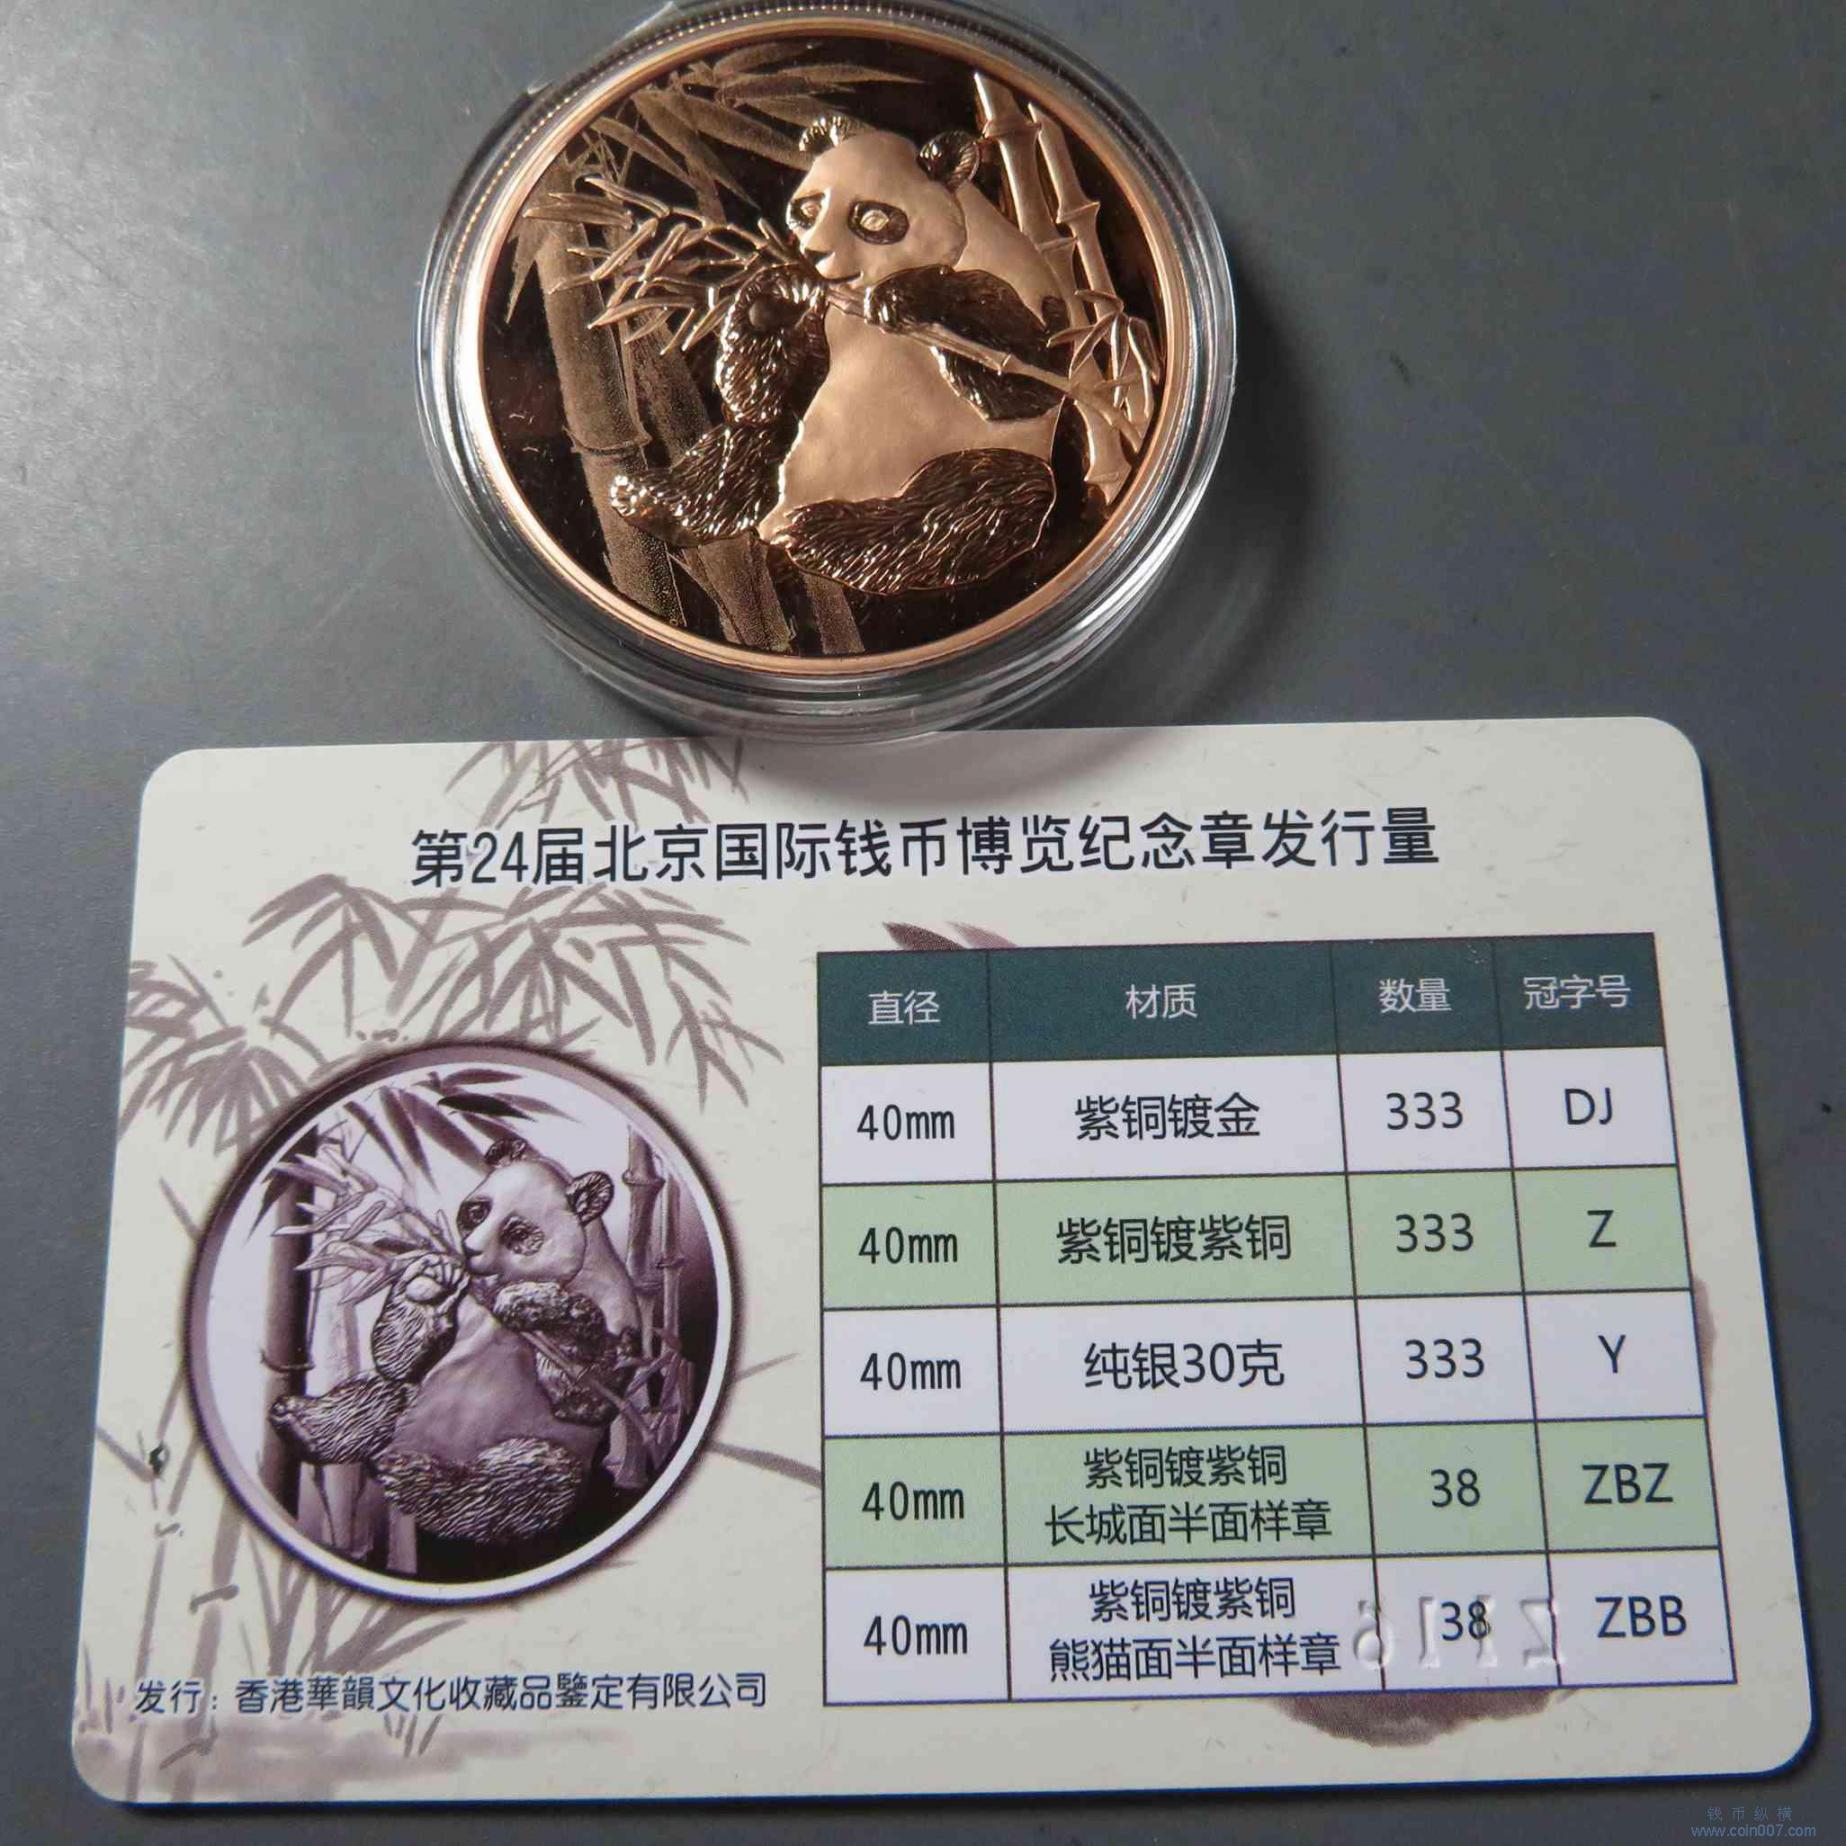 第24届北京国际钱币博览纪念章发行量
直径 材质 数量 冠字号
40mm 紫铜镀金 333 DJ
40mm 紫铜镀紫铜 333 Z
40mm 纯银30克 333 Y
40mm 紫铜镀紫铜 38 ZBZ
长城面半面样章
40mm 紫铜镀紫铜 38 ZBB
熊猫面半面样章
发行：香港華韻文化收藏品鑒定有限公司
钱币纵横
www.coin007.com